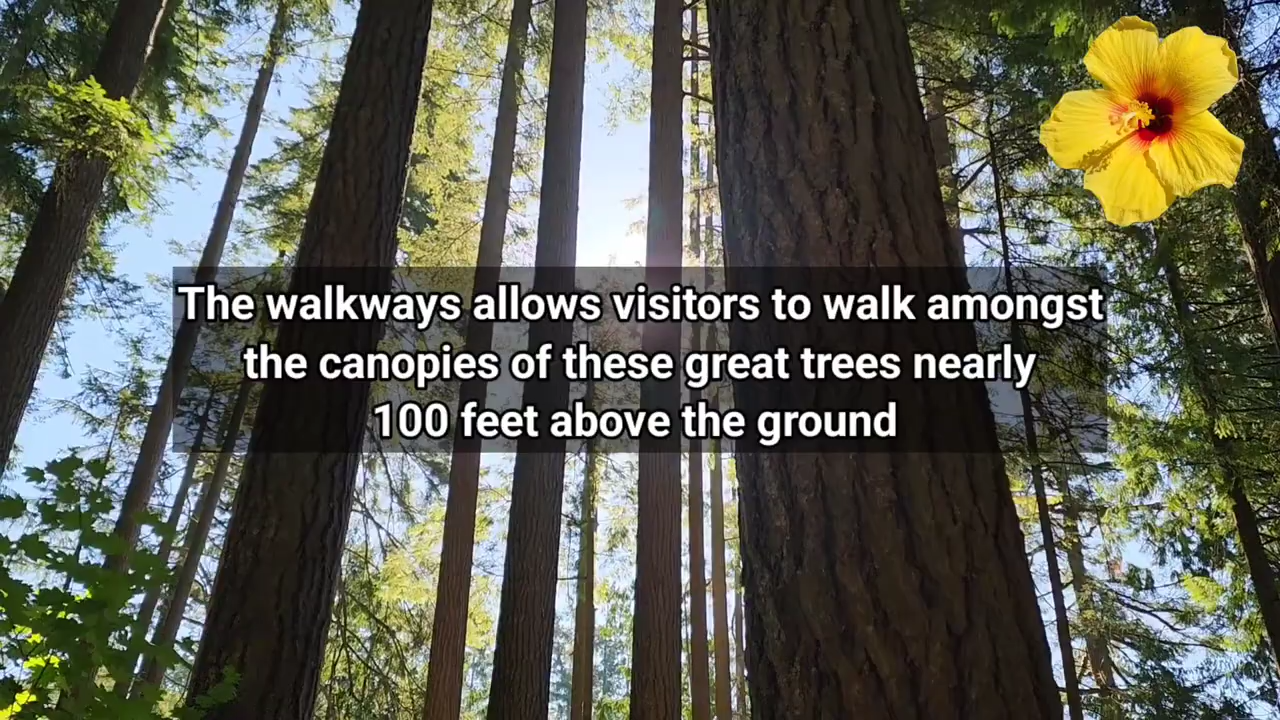 The walkways allows visitors to walk amongst
the canopies of these great trees nearly
100 feet above the ground